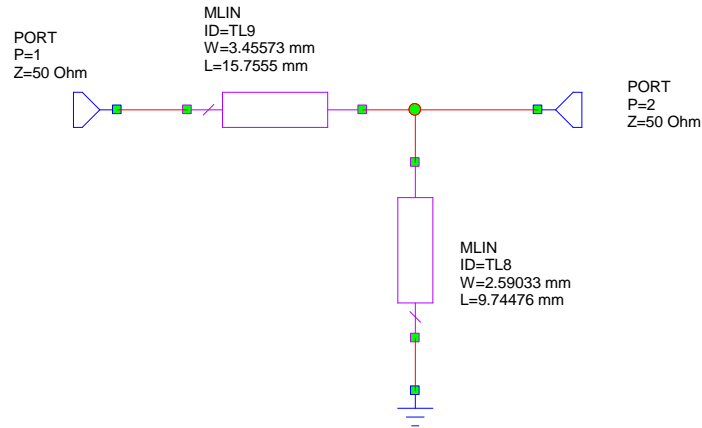 MLIN
ID=TL9
W=3.45573 mm
L=15.7555 mm
PORT
P=1
Z=50 Ohm
PORT
P=2
Z=50 Ohm
MLIN
ID=TL8
W=2.59033 mm
L=9.74476 mm